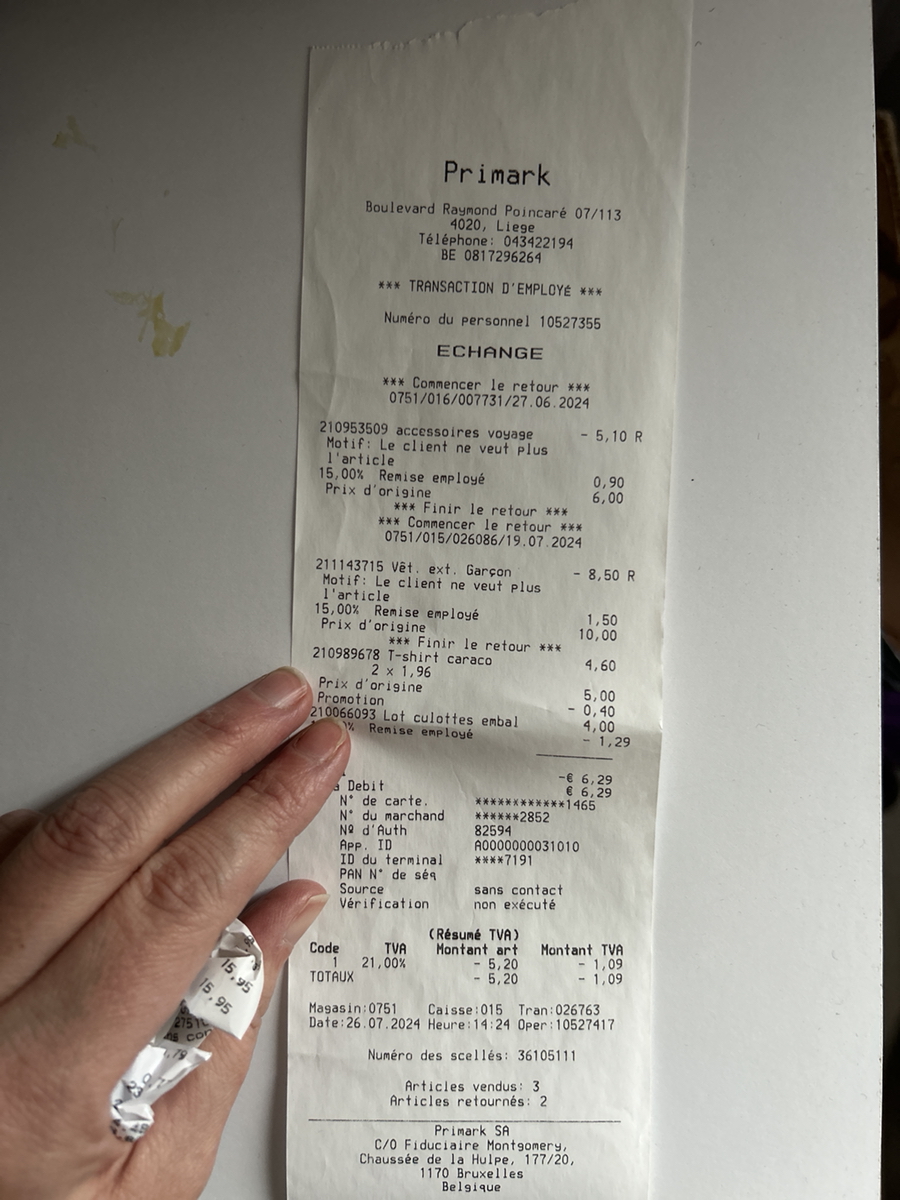 Primark
Boulevard Raymond Poincaré 07/113
4020, Liege
Téléphone: 043422194
BE 0817296264
*** TRANSACTION D'EMPLOYÉ ***
Numéro du personnel 10527355
ECHANGE
*** Commencer le retour ***
0751/016/007731/27.06.2024
210953509 accessoires voyage - 5,10 R
Motif: Le client ne veut plus
l'article
15,00% Remise employé 0,90
Prix d'origine 6,00
*** Finir le retour ***
*** Commencer le retour ***
0751/015/026086/19.07.2024
211143715 Vêt. ext. Garçon - 8,50 R
Motif: Le client ne veut plus
l'article
15,00% Remise employé 1,50
Prix d'origine 10,00
*** Finir le retour ***
210989678 T-shirt caraco 4,60
2 x 1,96
Prix d'origine 5,00
Promotion - 0,40
210066093 Lot culottes embal 4,00
% Remise employé - 1,29
-€ 6,29
Debit € 6,29
N° de carte. ************1465
N° du marchand ******2852
Nº d'Auth 82594
App. ID A0000000031010
ID du terminal ****7191
PAN N° de séq
Source sans contact
Vérification non exécuté
(Résumé TVA)
Code TVA Montant art Montant TVA
1 21,00% - 5,20 - 1,09
TOTAUX - 5,20 - 1,09
Magasin:0751 Caisse:015 Tran:026763
Date:26.07.2024 Heure:14:24 Oper:10527417
Numéro des scellés: 36105111
Articles vendus: 3
Articles retournés: 2
Primark SA
C/O Fiduciaire Montgomery,
Chaussée de la Hulpe, 177/20,
1170 Bruxelles
Belgique
15,95
15,95